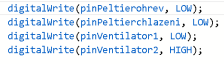 digitalWrite(pinPeltierohrev, LOW);
digitalWrite(pinPeltierchlazeni, LOW);
digitalWrite(pinVentilator1, LOW);
digitalWrite(pinVentilator2, HIGH);